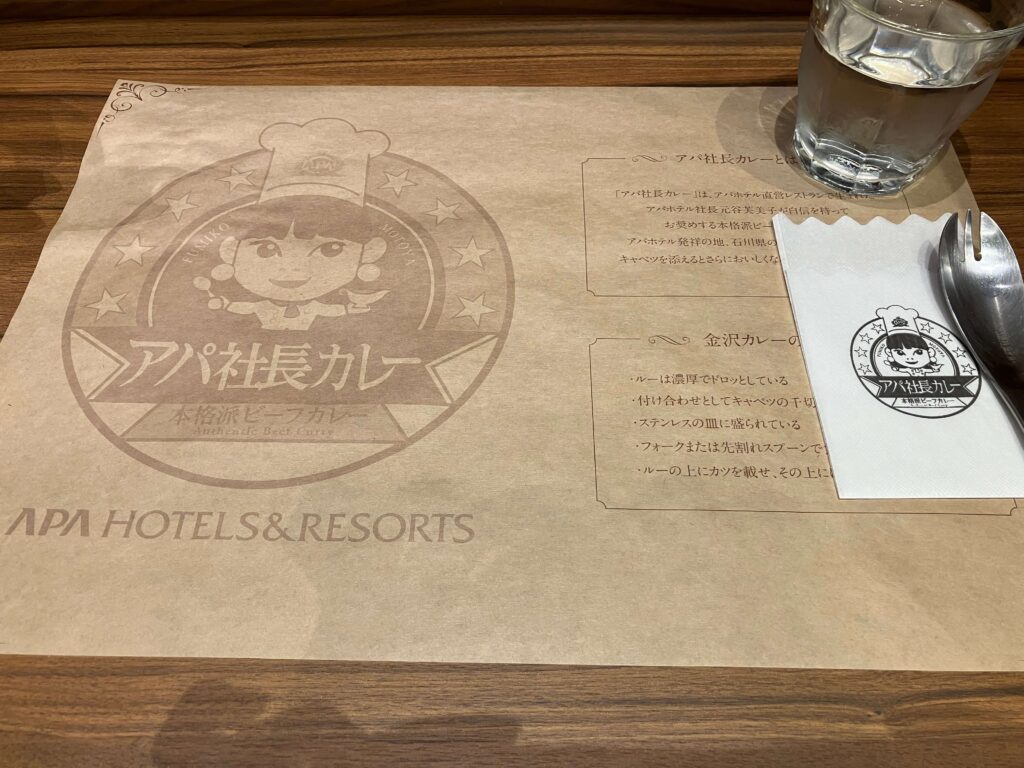 APA
FUMIKO MOTOYA
アパ社長カレー
本格派ビーフカレー
Authentic Beef Curry
APA HOTELS&RESORTS
アパ社長カレーとは
「アパ社長カレー」は、アパホテル直営レストランで生まれ
アパホテル社長 元谷芙美子が自信を持って
お奨めする本格派ビー
アパホテル発祥の地、石川県の
キャベツを添えるとさらにおいしくな
金沢カレーの
・ルーは濃厚でドロッとしている
・付け合わせとしてキャベツの千切
・ステンレスの皿に盛られている
・フォークまたは先割れスプーンで
・ルーの上にカツを載せ、その上に
FUMIKO MOTOYA
アパ社長カレー
本格派ビーフカレー